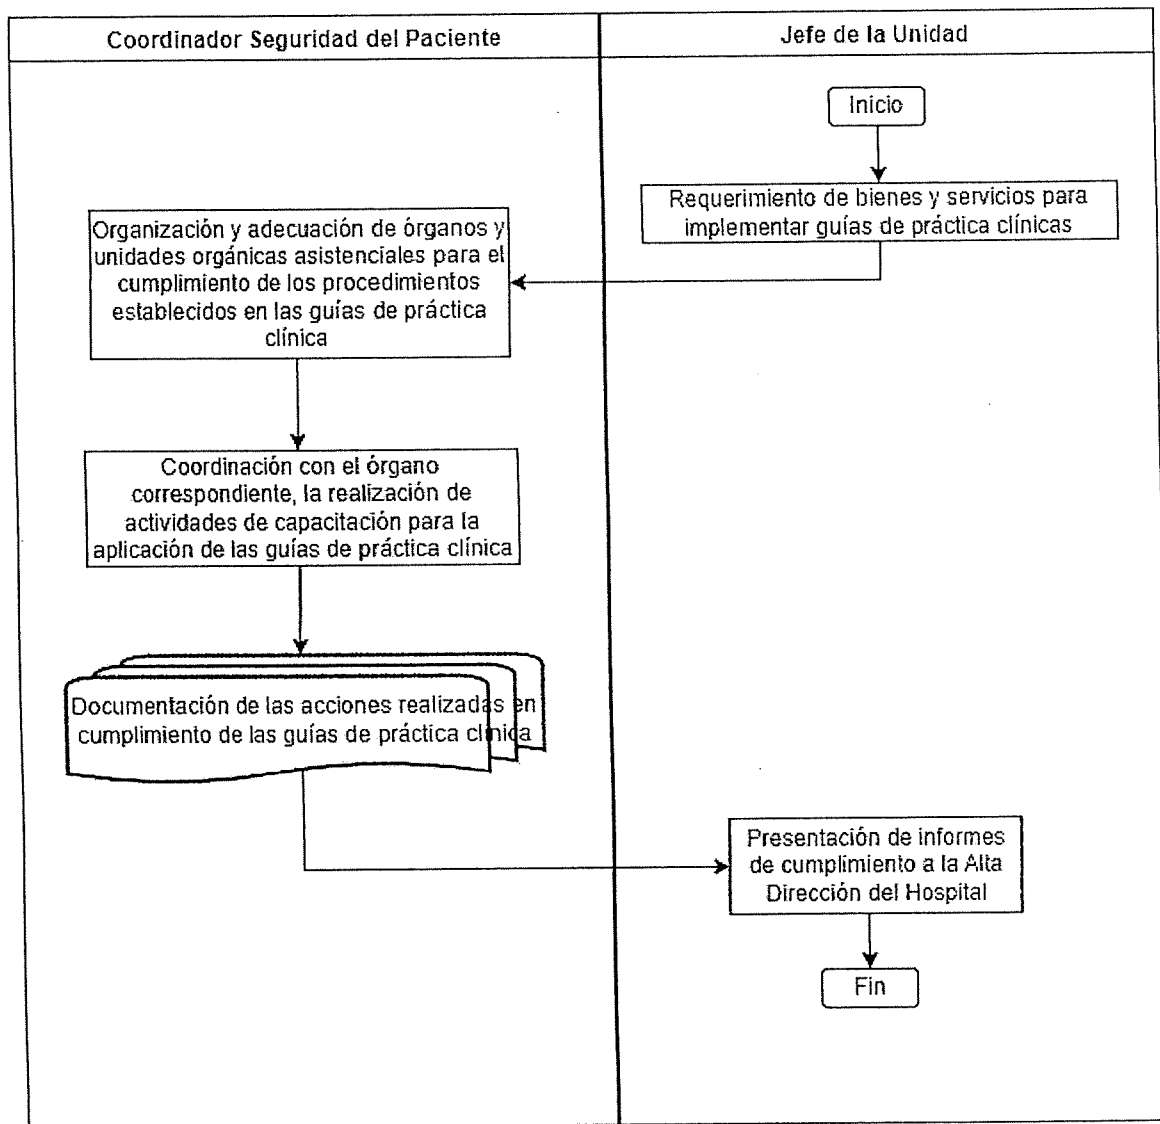 Coordinador Seguridad del Paciente
Jefe de la Unidad
Inicio
Requerimiento de bienes y servicios para
implementar guías de práctica clínicas
Organización y adecuación de órganos y
unidades orgánicas asistenciales para el
cumplimiento de los procedimientos
establecidos en las guías de práctica
clínica
Coordinación con el órgano
correspondiente, la realización de
actividades de capacitación para la
aplicación de las guías de práctica clínica
Documentación de las acciones realizadas en
cumplimiento de las guías de práctica clínica
Presentación de informes
de cumplimiento a la Alta
Dirección del Hospital
Fin